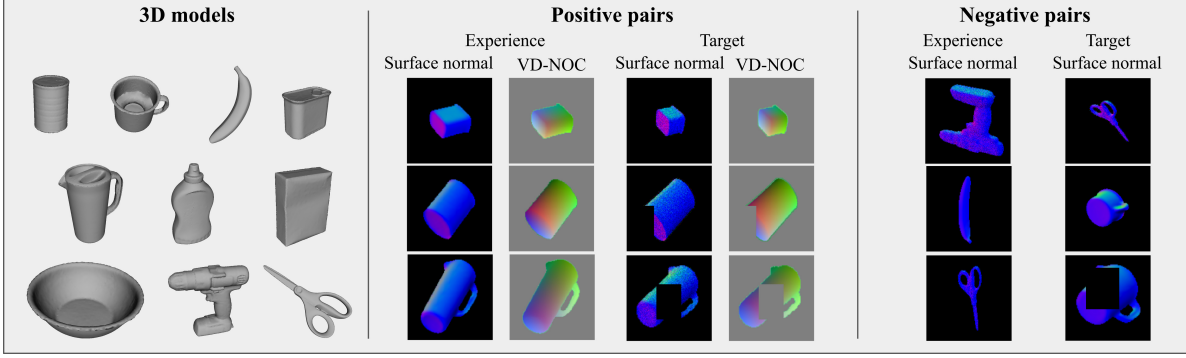 3D models
Positive pairs
Experience
Target
Surface normal
VD-NOC
Surface normal
VD-NOC
Negative pairs
Experience
Target
Surface normal
Surface normal